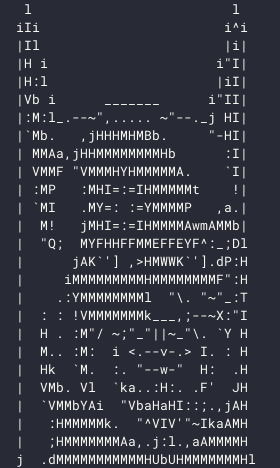 l                         l
iIi                       i^i
|Il                       |i|
|H i                     i"I|
|H:l                     |iI|
|Vb i      _______      i"II|
|:M:l_.--~",..... ~"--._j HI|
|`Mb.   ,jHHHMHMBb.     "-HI|
| MMAa,jHHMMMMMMMMHb      :I|
| VMMF "VMMMHYHMMMMMA.    `I|
| :MP   :MHI=:=IHMMMMMt    !|
| `MI   .MY=: :=YMMMMP   ,a.|
| M!   jMHI=:=IHMMMMAwmAMMb|
|  "Q;  MYFHHFFMMEFFEYF^:_;Dl
|      jAK`'] ,>HMWWK`'].dP:H
|     iMMMMMMMMMHMMMMMMMMF":H
|    .:YMMMMMMMMl  "\. "~"_:T
|  : : !VMMMMMMMk___,;--~X:"I
|  H . :M"/ ~;"_"||~_"\. `Y H
|  M.. :M:  i <.--v-.> I. : H
|  Hk  `M.  :. "--w-"  H:  .H
|  VMb. Vl  `ka..:H:. .F'  JH
|  `VMMbYAi  "VbaHaHI::;.,jAH
|   :HMMMMMk.  "^VIV'"~IkaAMH
|   ;HMMMMMMMAa,.j:l.,aAMMMMH
j  .dMMMMMMMMMMMHUbUHMMMMMMMHl